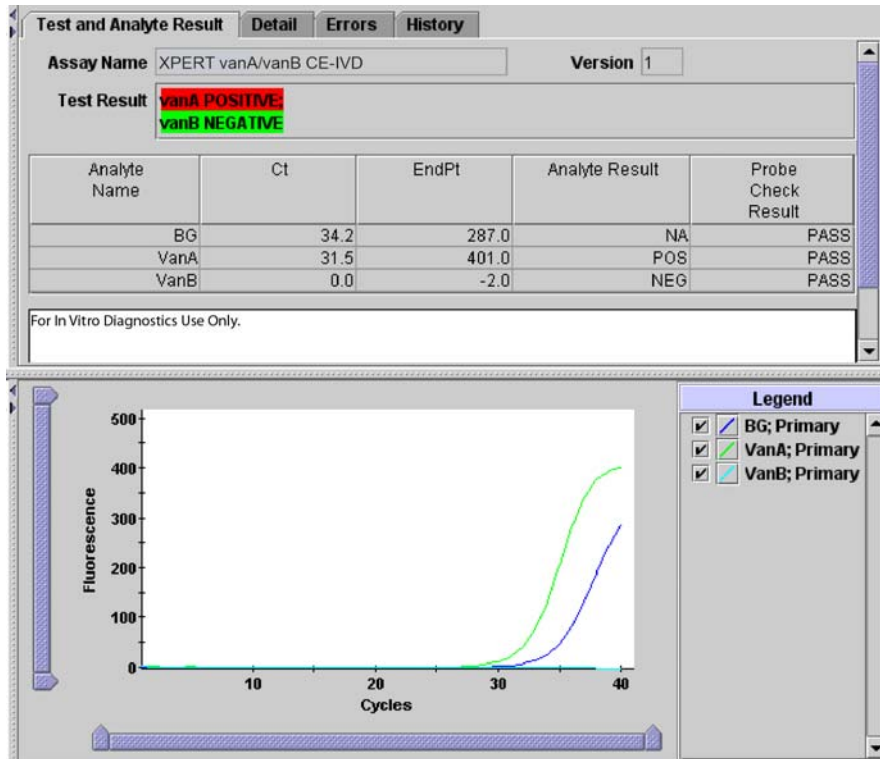 Test and Analyte Result Detail Errors History
Assay Name XPERT vanA/vanB CE-IVD Version 1
Test Result vanA POSITIVE;
vanB NEGATIVE
Analyte Name Ct EndPt Analyte Result Probe Check Result
BG 34.2 287.0 NA PASS
VanA 31.5 401.0 POS PASS
VanB 0.0 -2.0 NEG PASS
For In Vitro Diagnostics Use Only.
500
400
300
200
100
0
Fluorescence
10 20 30 40
Cycles
Legend
BG; Primary
VanA; Primary
VanB; Primary